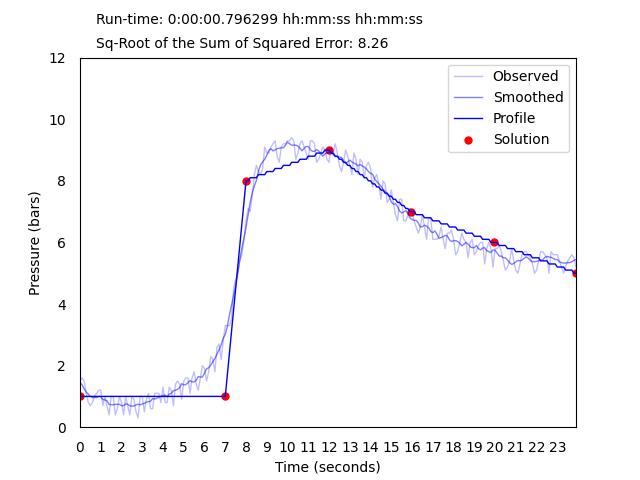 Run-time: 0:00:00.796299 hh:mm:ss hh:mm:ss
Sq-Root of the Sum of Squared Error: 8.26
12
10
8
6
4
2
0
Pressure (bars)
Observed
Smoothed
Profile
Solution
0 1 2 3 4 5 6 7 8 9 10 11 12 13 14 15 16 17 18 19 20 21 22 23
Time (seconds)